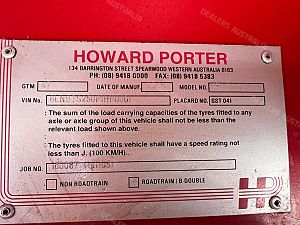 HOWARD PORTER
134 BARRINGTON STREET SPEARWOOD WESTERN AUSTRALIA 6163
PH: (08) 9418 0000 FAX: (08) 9418 5383
GTM DATE OF MANUF MODEL
VIN No. PLACARD NO. GST 041
: The sum of the load carrying capacities of the tyres fitted to any
axle or axle group of this vehicle shall not be less than the
relevant load shown above.
The tyres fitted to this vehicle shall have a speed rating not
less than J, (100 KM/H)..
JOB NO.
NON ROADTRAIN ROADTRAIN / B DOUBLE